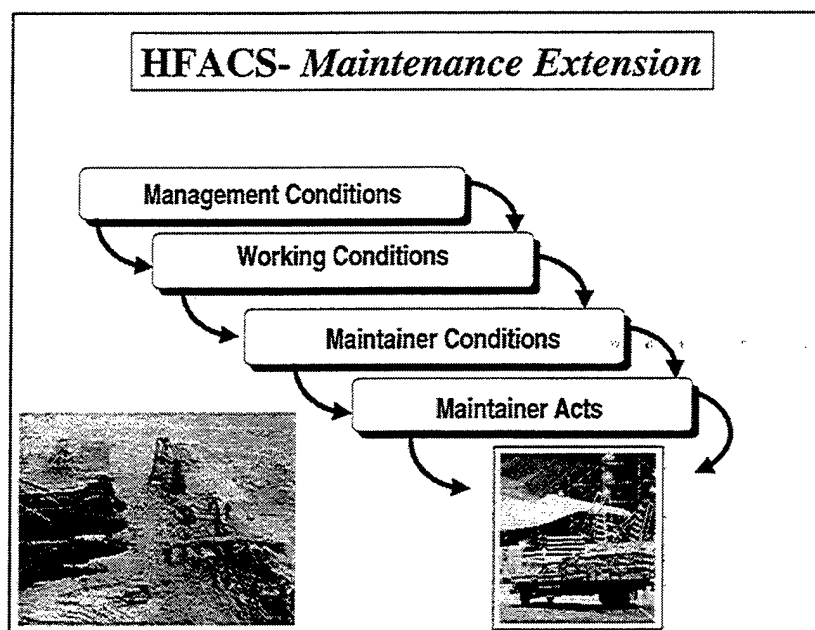 HFACS- Maintenance Extension
Management Conditions
Working Conditions
Maintainer Conditions
Maintainer Acts